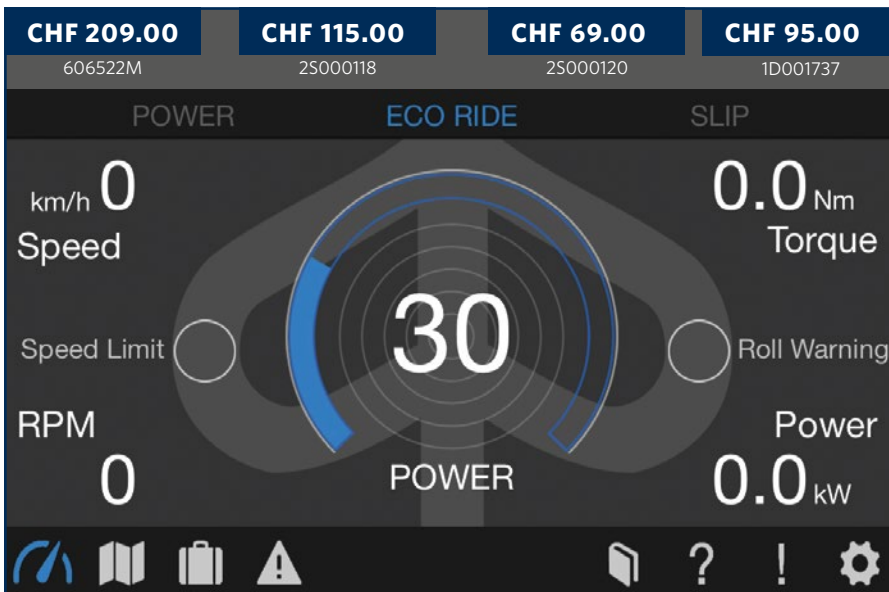 CHF 209.00 CHF 115.00 CHF 69.00 CHF 95.00
606522M 2S000118 2S000120 1D001737
POWER ECO RIDE SLIP
km/h 0
Speed
0.0 Nm
Torque
Speed Limit
30
Roll Warning
RPM
0
POWER
Power
0.0 kW
? !